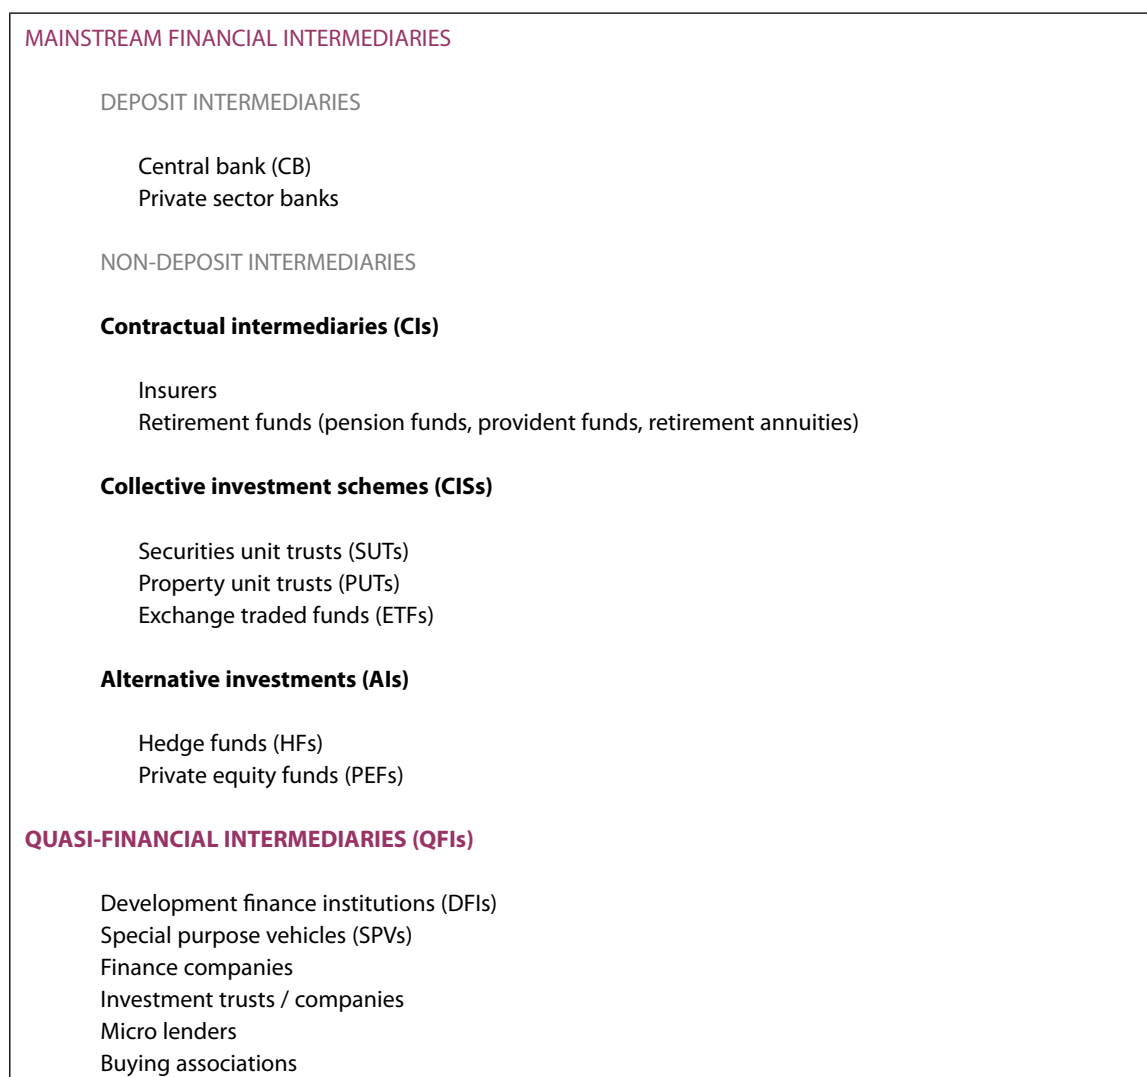 MAINSTREAM FINANCIAL INTERMEDIARIES
DEPOSIT INTERMEDIARIES
Central bank (CB)
Private sector banks
NON-DEPOSIT INTERMEDIARIES
Contractual intermediaries (CIs)
Insurers
Retirement funds (pension funds, provident funds, retirement annuities)
Collective investment schemes (CISs)
Securities unit trusts (SUTs)
Property unit trusts (PUTs)
Exchange traded funds (ETFs)
Alternative investments (AIs)
Hedge funds (HFs)
Private equity funds (PEFs)
QUASI-FINANCIAL INTERMEDIARIES (QFIs)
Development finance institutions (DFIs)
Special purpose vehicles (SPVs)
Finance companies
Investment trusts / companies
Micro lenders
Buying associations